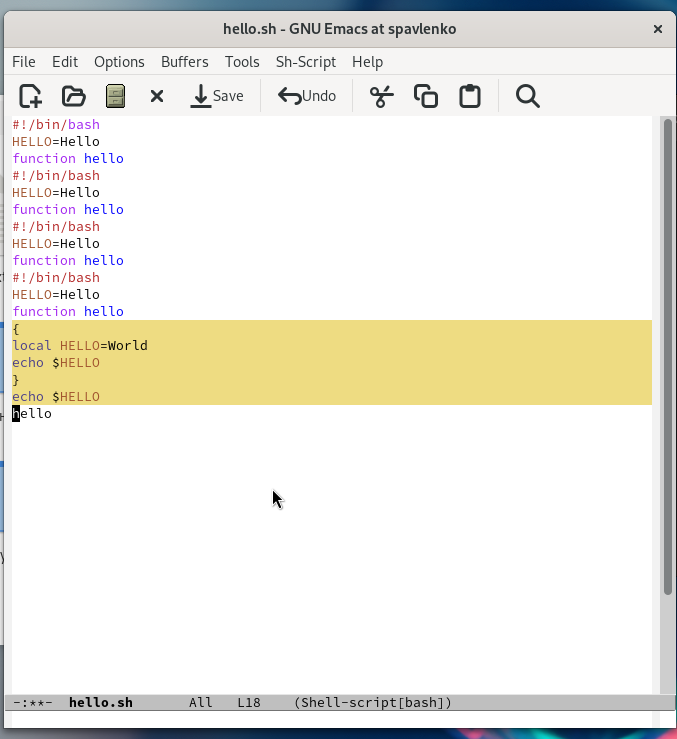 hello.sh - GNU Emacs at spavlenko
File Edit Options Buffers Tools Sh-Script Help
Save Undo
#!/bin/bash
HELLO=Hello
function hello
#!/bin/bash
HELLO=Hello
function hello
#!/bin/bash
HELLO=Hello
function hello
#!/bin/bash
HELLO=Hello
function hello
{
local HELLO=World
echo $HELLO
}
echo $HELLO
hello
-:**- hello.sh All L18 (Shell-script[bash])